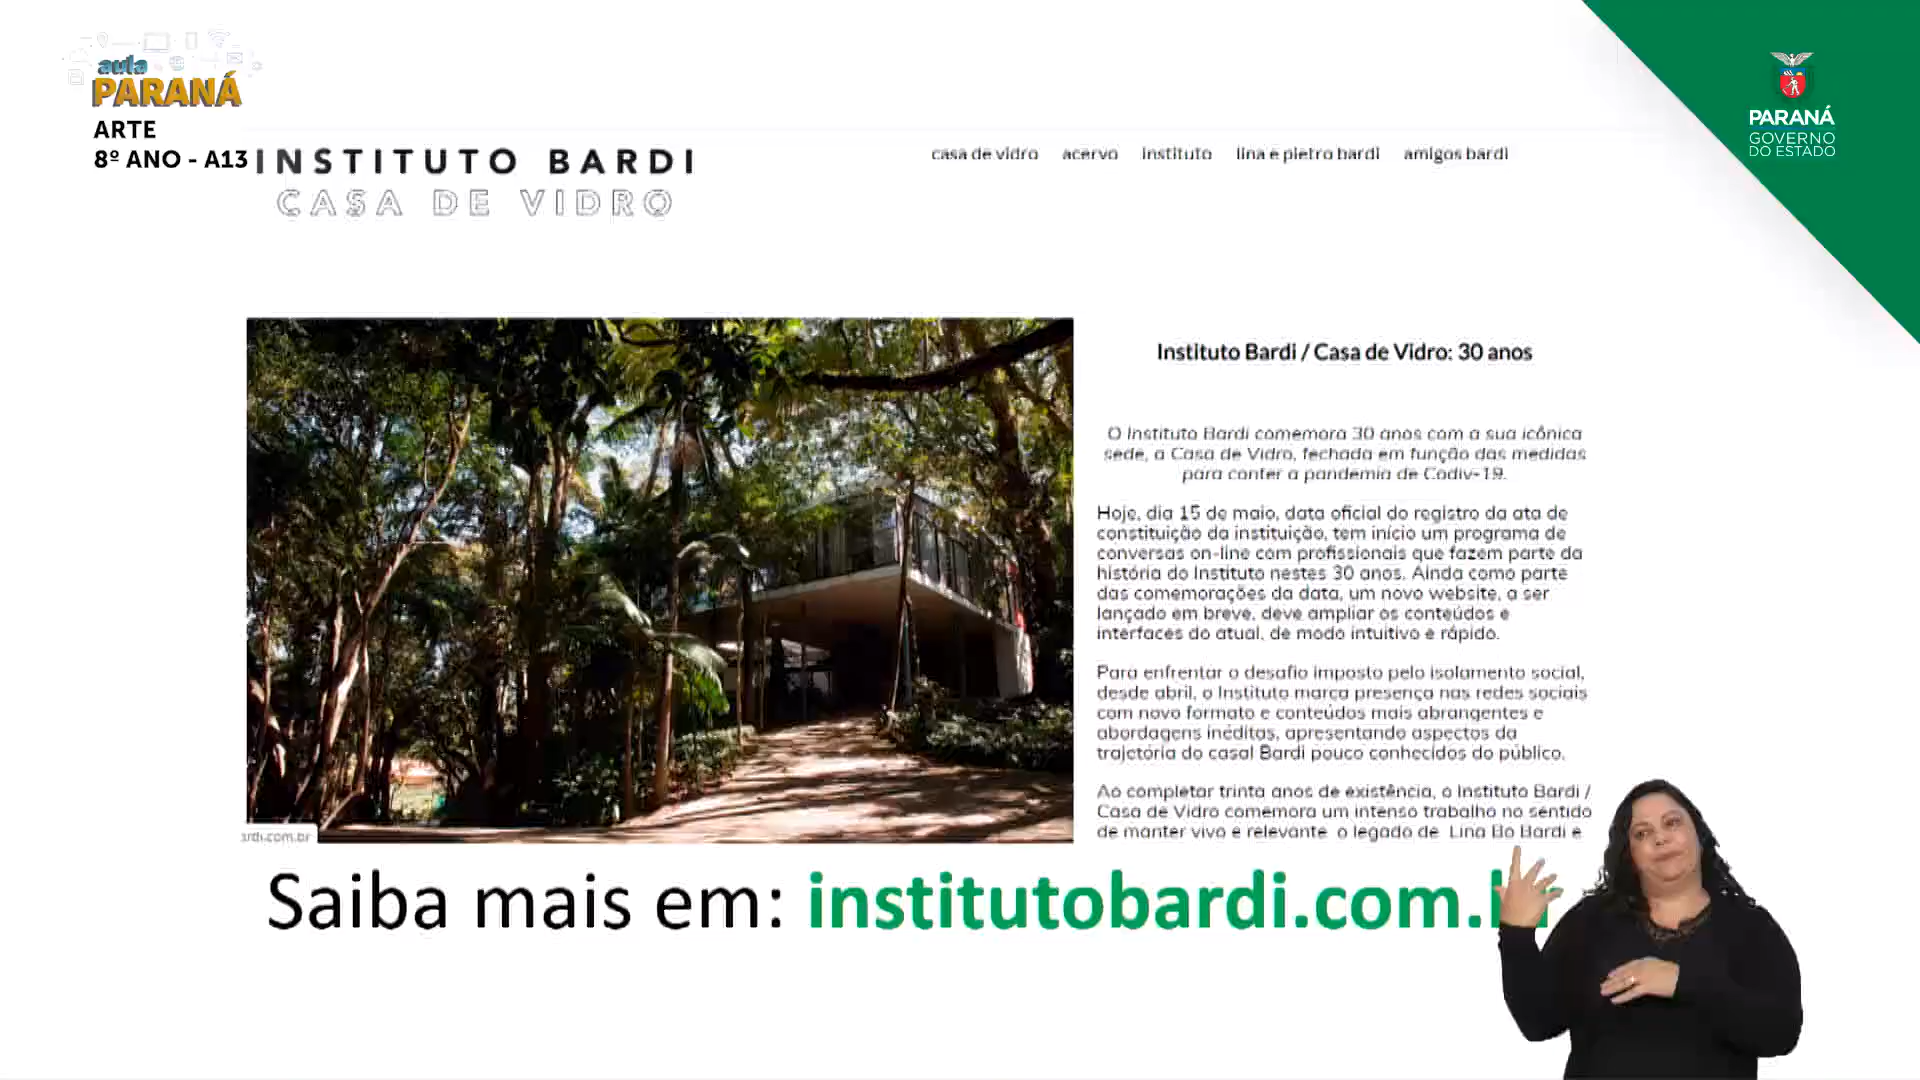 aula
PARANÁ
ARTE
8º ANO - A13
INSTITUTO BARDI
CASA DE VIDRO
casa de vidro acervo instituto lina e pietro bardi amigos bardi
PARANÁ
GOVERNO
DO ESTADO
Instituto Bardi / Casa de Vidro: 30 anos
O Instituto Bardi comemora 30 anos com a sua icônica
sede, a Casa de Vidro, fechada em função das medidas
para conter a pandemia de Codiv-19.
Hoje, dia 15 de maio, data oficial do registro da ata de
constituição da instituição, tem início um programa de
conversas on-line com profissionais que fazem parte da
história do Instituto nestes 30 anos. Ainda como parte
das comemorações da data, um novo website, a ser
lançado em breve, deve ampliar os conteúdos e
interfaces do atual, de modo intuitivo e rápido.
Para enfrentar o desafio imposto pelo isolamento social,
desde abril, o Instituto marca presença nas redes sociais
com novo formato e conteúdos mais abrangentes e
abordagens inéditas, apresentando aspectos da
trajetória do casal Bardi pouco conhecidos do público.
Ao completar trinta anos de existência, o Instituto Bardi /
Casa de Vidro comemora um intenso trabalho no sentido
de manter vivo e relevante o legado de Lina Bo Bardi e
ardi.com.br
Saiba mais em: institutobardi.com.br